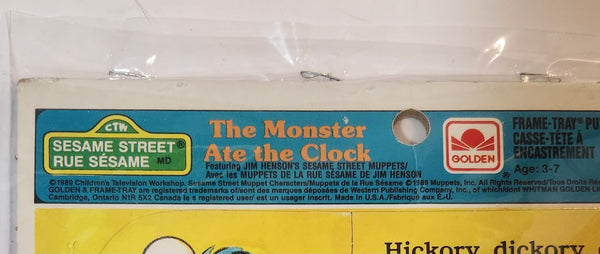 CTW
SESAME STREET®
RUE SÉSAME MD
The Monster
Ate the Clock
Featuring JIM HENSON'S SESAME STREET MUPPETS/
Avec les MUPPETS DE LA RUE SÉSAME DE JIM HENSON
GOLDEN®
FRAME-TRAY® PU
CASSE-TÊTE À
ENCASTREMENT
Age: 3-7
©1989 Children's Television Workshop. Sesame Street Muppet Characters/Muppets de la Rue Sésame ©1989 Muppets, Inc. All Rights Reserved/Tous Droits Ré
GOLDEN & FRAME-TRAY are registered trademarks of/sont des marques déposées de Western Publishing Company, Inc., of which/dont WHITMAN GOLDEN LI
Cambridge, Ontario N1R 5X2 Canada is a registered user/ est un usager inscrit. Made in U.S.A./Fabriqué aux É.-U.
Hickory, dickory